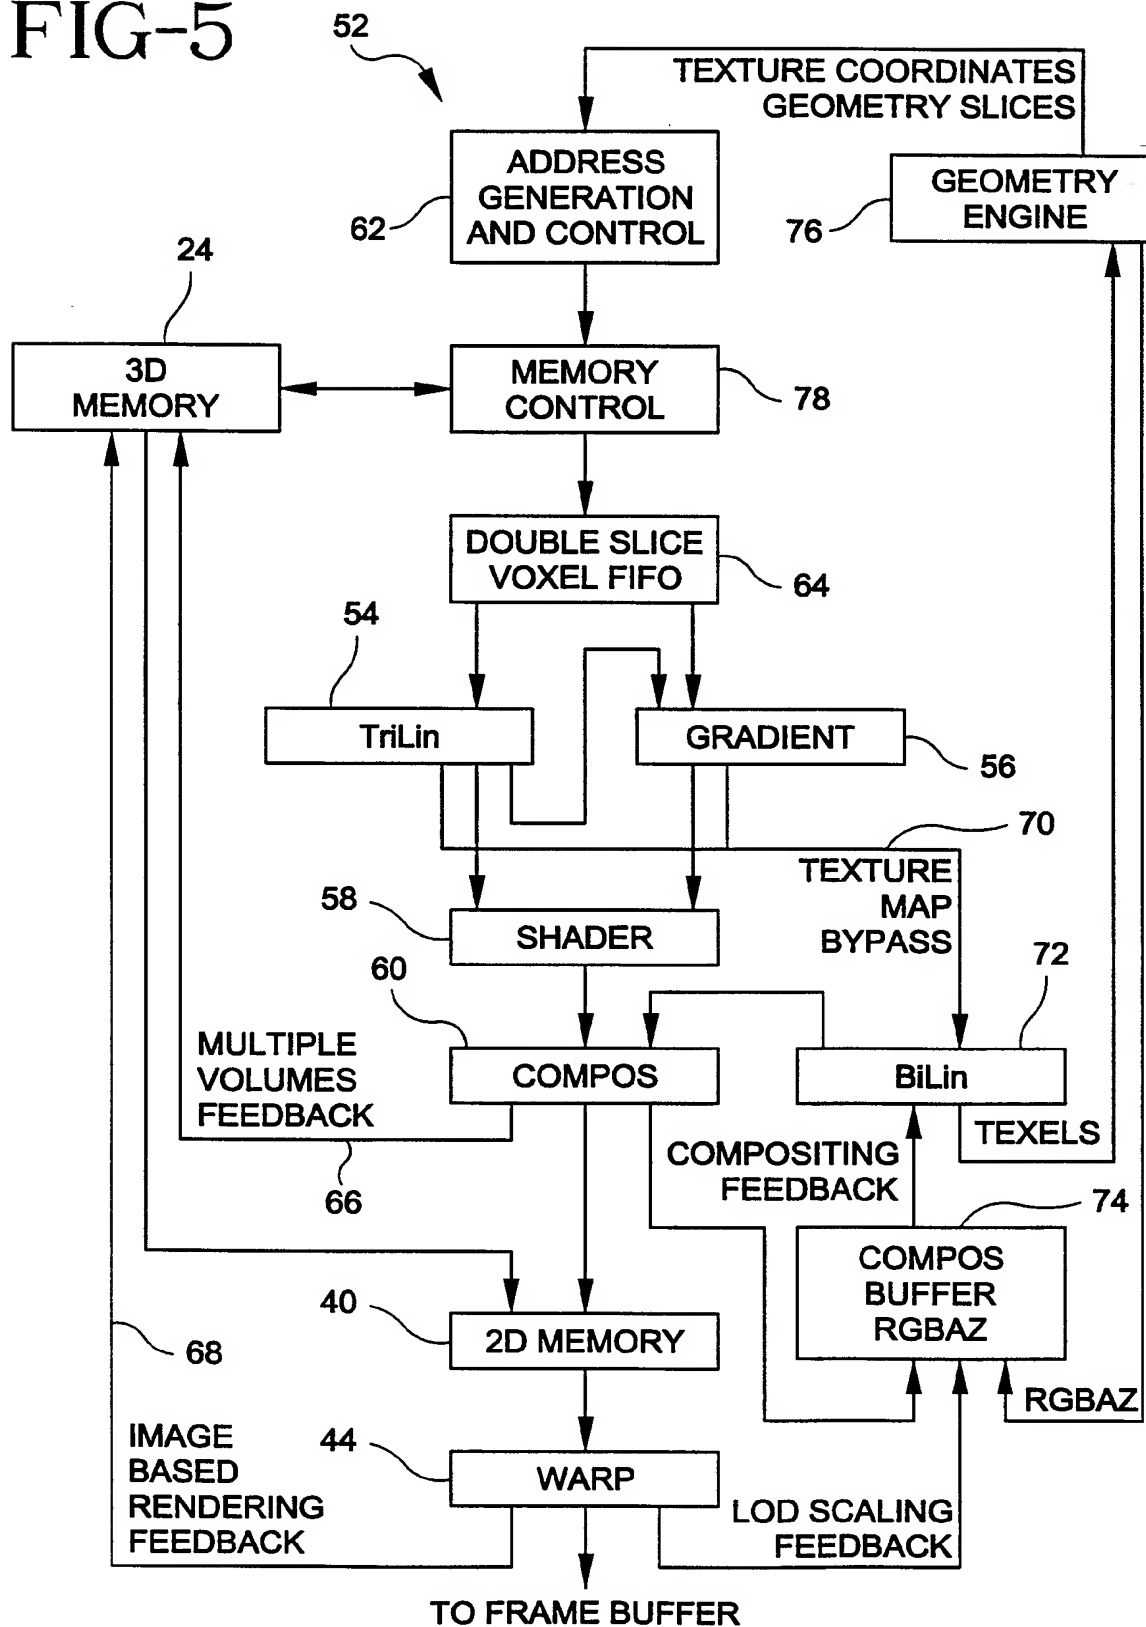 FIG-5
52
TEXTURE COORDINATES
GEOMETRY SLICES
ADDRESS
GENERATION
AND CONTROL
62
GEOMETRY
ENGINE
76
24
3D
MEMORY
MEMORY
CONTROL
78
DOUBLE SLICE
VOXEL FIFO
64
54
TriLin
GRADIENT
56
70
TEXTURE
MAP
BYPASS
58
SHADER
60
72
MULTIPLE
VOLUMES
FEEDBACK
COMPOS
BiLin
TEXELS
66
COMPOSITING
FEEDBACK
74
COMPOS
BUFFER
RGBAZ
40
2D MEMORY
68
RGBAZ
IMAGE
BASED
RENDERING
FEEDBACK
44
WARP
LOD SCALING
FEEDBACK
TO FRAME BUFFER